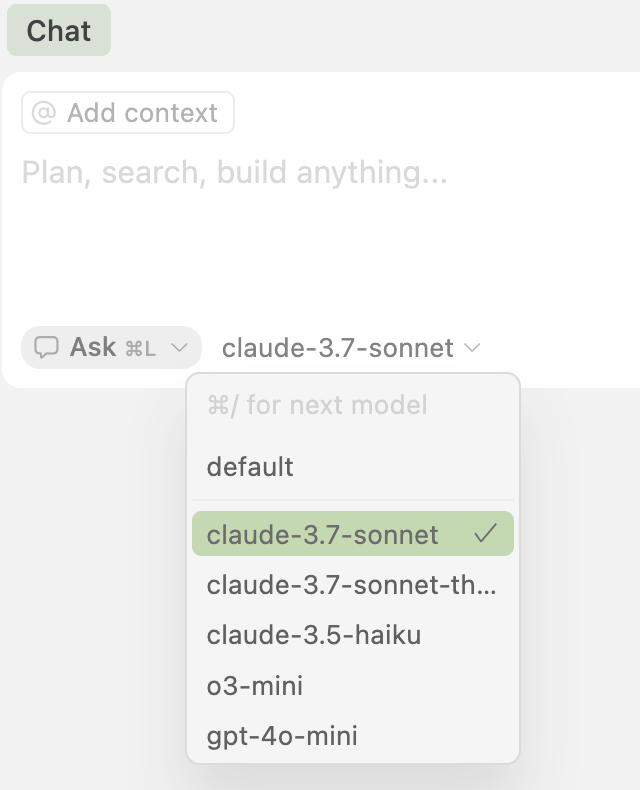 Chat
@ Add context
Plan, search, build anything...
Ask ⌘L claude-3.7-sonnet
⌘/ for next model
default
claude-3.7-sonnet
claude-3.7-sonnet-th...
claude-3.5-haiku
o3-mini
gpt-4o-mini